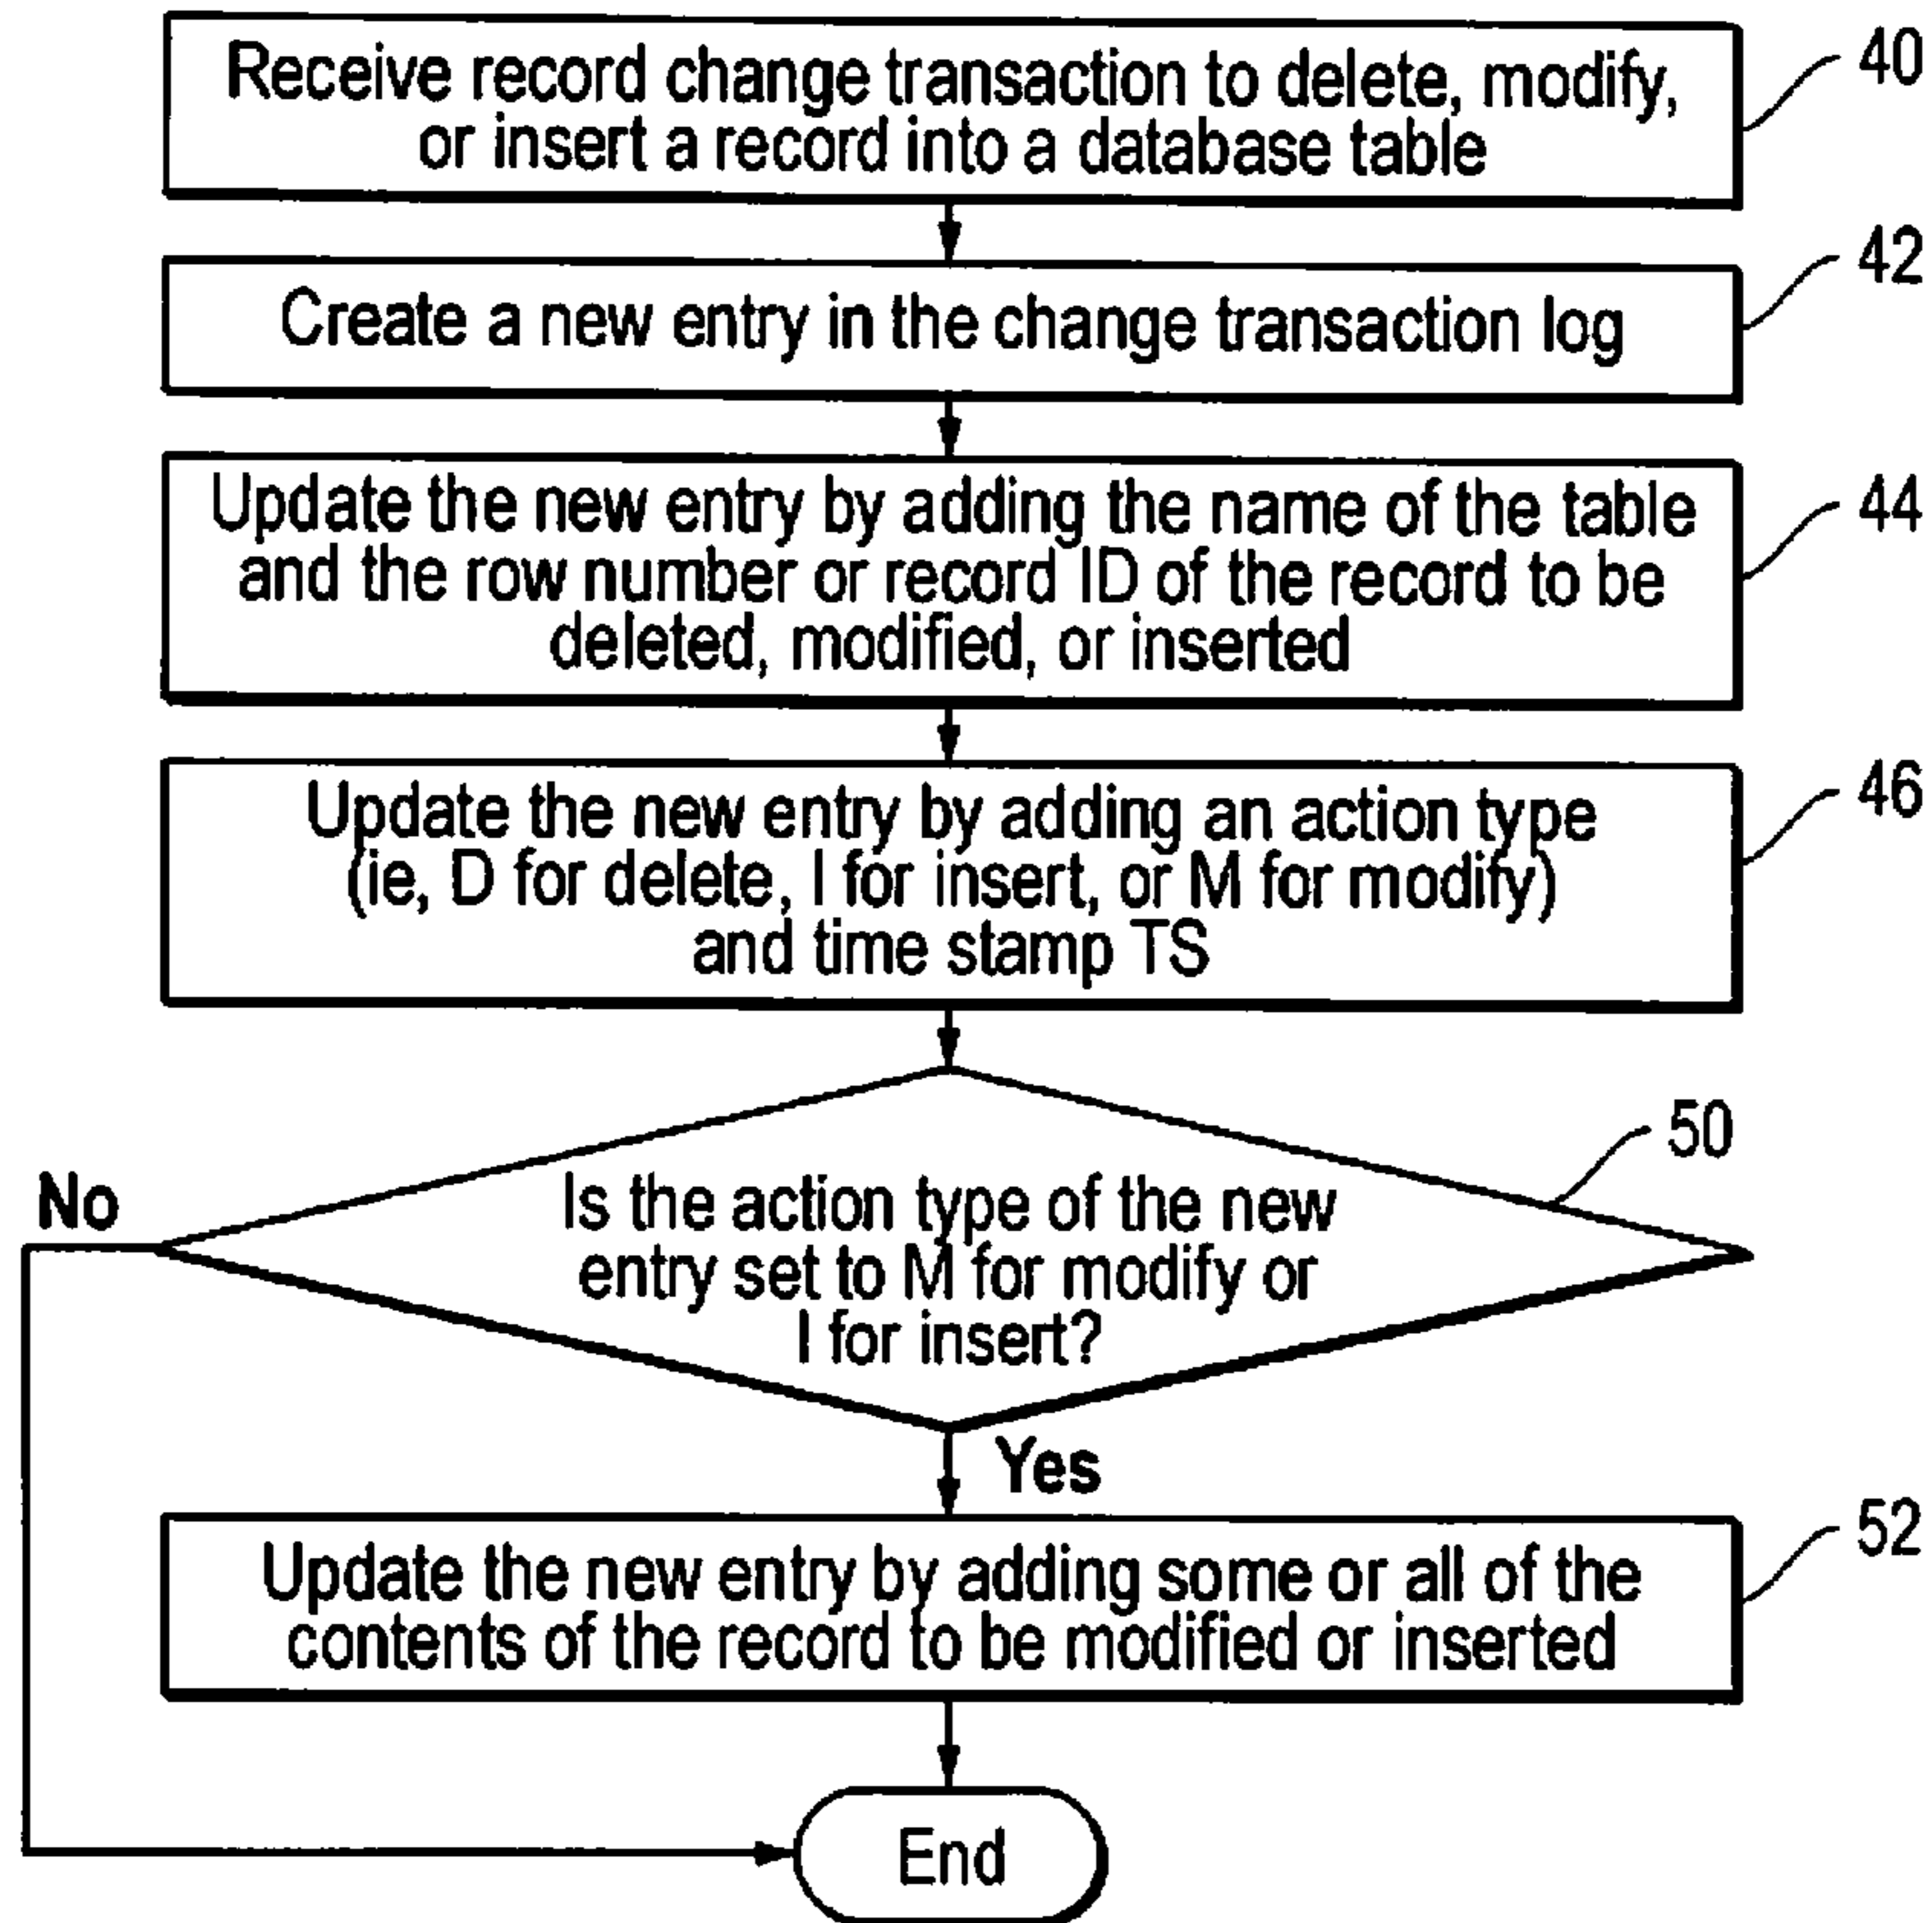 Receive record change transaction to delete, modify,
or insert a record into a database table
40
Create a new entry in the change transaction log
42
Update the new entry by adding the name of the table
and the row number or record ID of the record to be
deleted, modified, or inserted
44
Update the new entry by adding an action type
(ie, D for delete, I for insert, or M for modify)
and time stamp TS
46
Is the action type of the new
entry set to M for modify or
I for insert?
50
No
Yes
Update the new entry by adding some or all of the
contents of the record to be modified or inserted
52
End